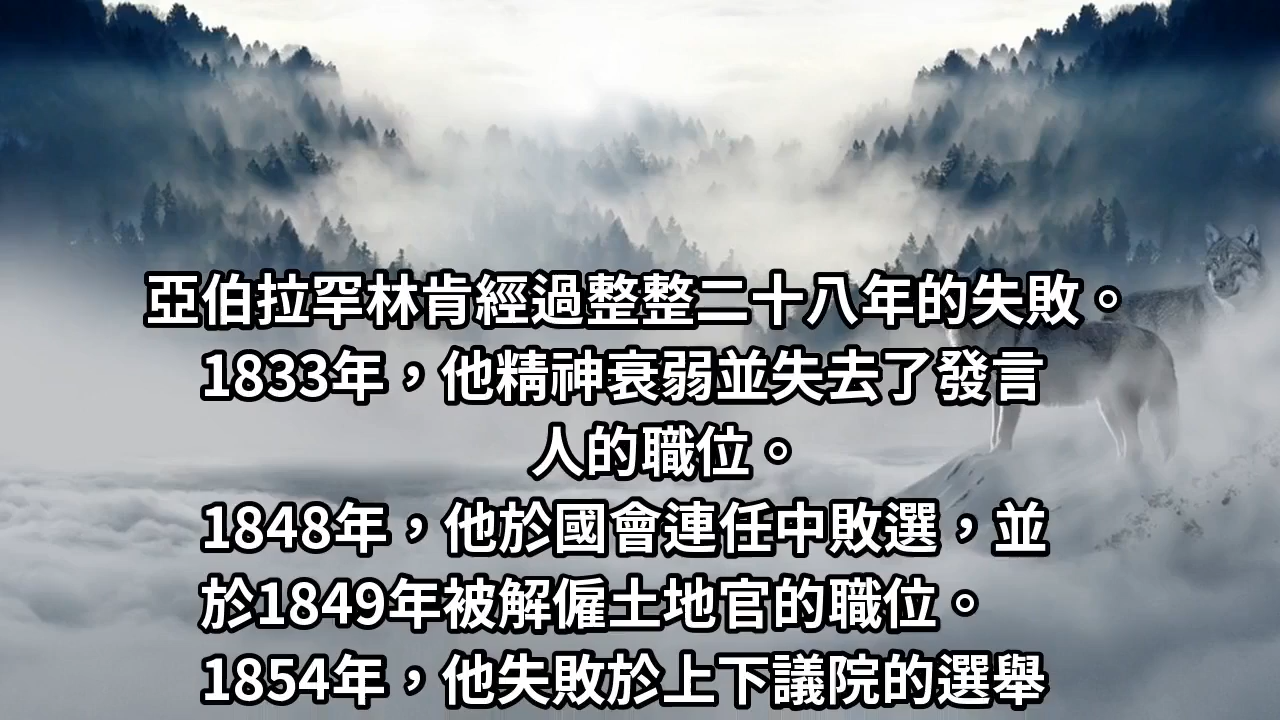 亞伯拉罕林肯經過整整二十八年的失敗。
1833年，他精神衰弱並失去了發言
人的職位。
1848年，他於國會連任中敗選，並
於1849年被解僱土地官的職位。
1854年，他失敗於上下議院的選舉